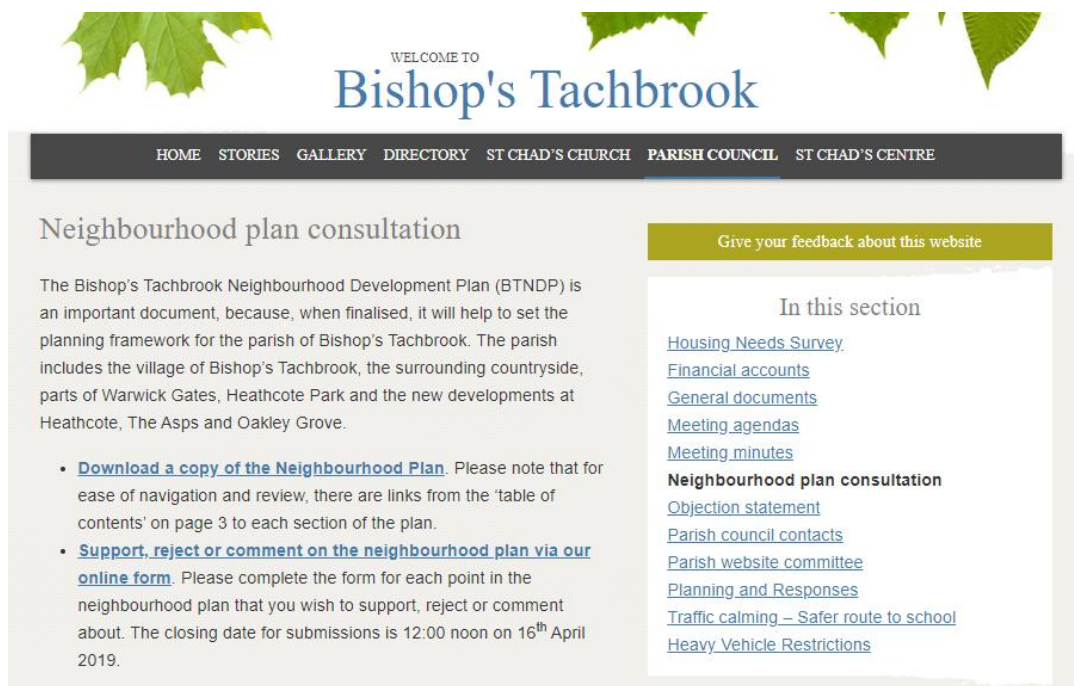 WELCOME TO
Bishop's Tachbrook
HOME STORIES GALLERY DIRECTORY ST CHAD'S CHURCH PARISH COUNCIL ST CHAD'S CENTRE
Neighbourhood plan consultation
The Bishop's Tachbrook Neighbourhood Development Plan (BTNDP) is
an important document, because, when finalised, it will help to set the
planning framework for the parish of Bishop's Tachbrook. The parish
includes the village of Bishop's Tachbrook, the surrounding countryside,
parts of Warwick Gates, Heathcote Park and the new developments at
Heathcote, The Asps and Oakley Grove.
• Download a copy of the Neighbourhood Plan. Please note that for
ease of navigation and review, there are links from the 'table of
contents' on page 3 to each section of the plan.
• Support, reject or comment on the neighbourhood plan via our
online form. Please complete the form for each point in the
neighbourhood plan that you wish to support, reject or comment
about. The closing date for submissions is 12:00 noon on 16th April
2019.
Give your feedback about this website
In this section
Housing Needs Survey
Financial accounts
General documents
Meeting agendas
Meeting minutes
Neighbourhood plan consultation
Objection statement
Parish council contacts
Parish website committee
Planning and Responses
Traffic calming – Safer route to school
Heavy Vehicle Restrictions